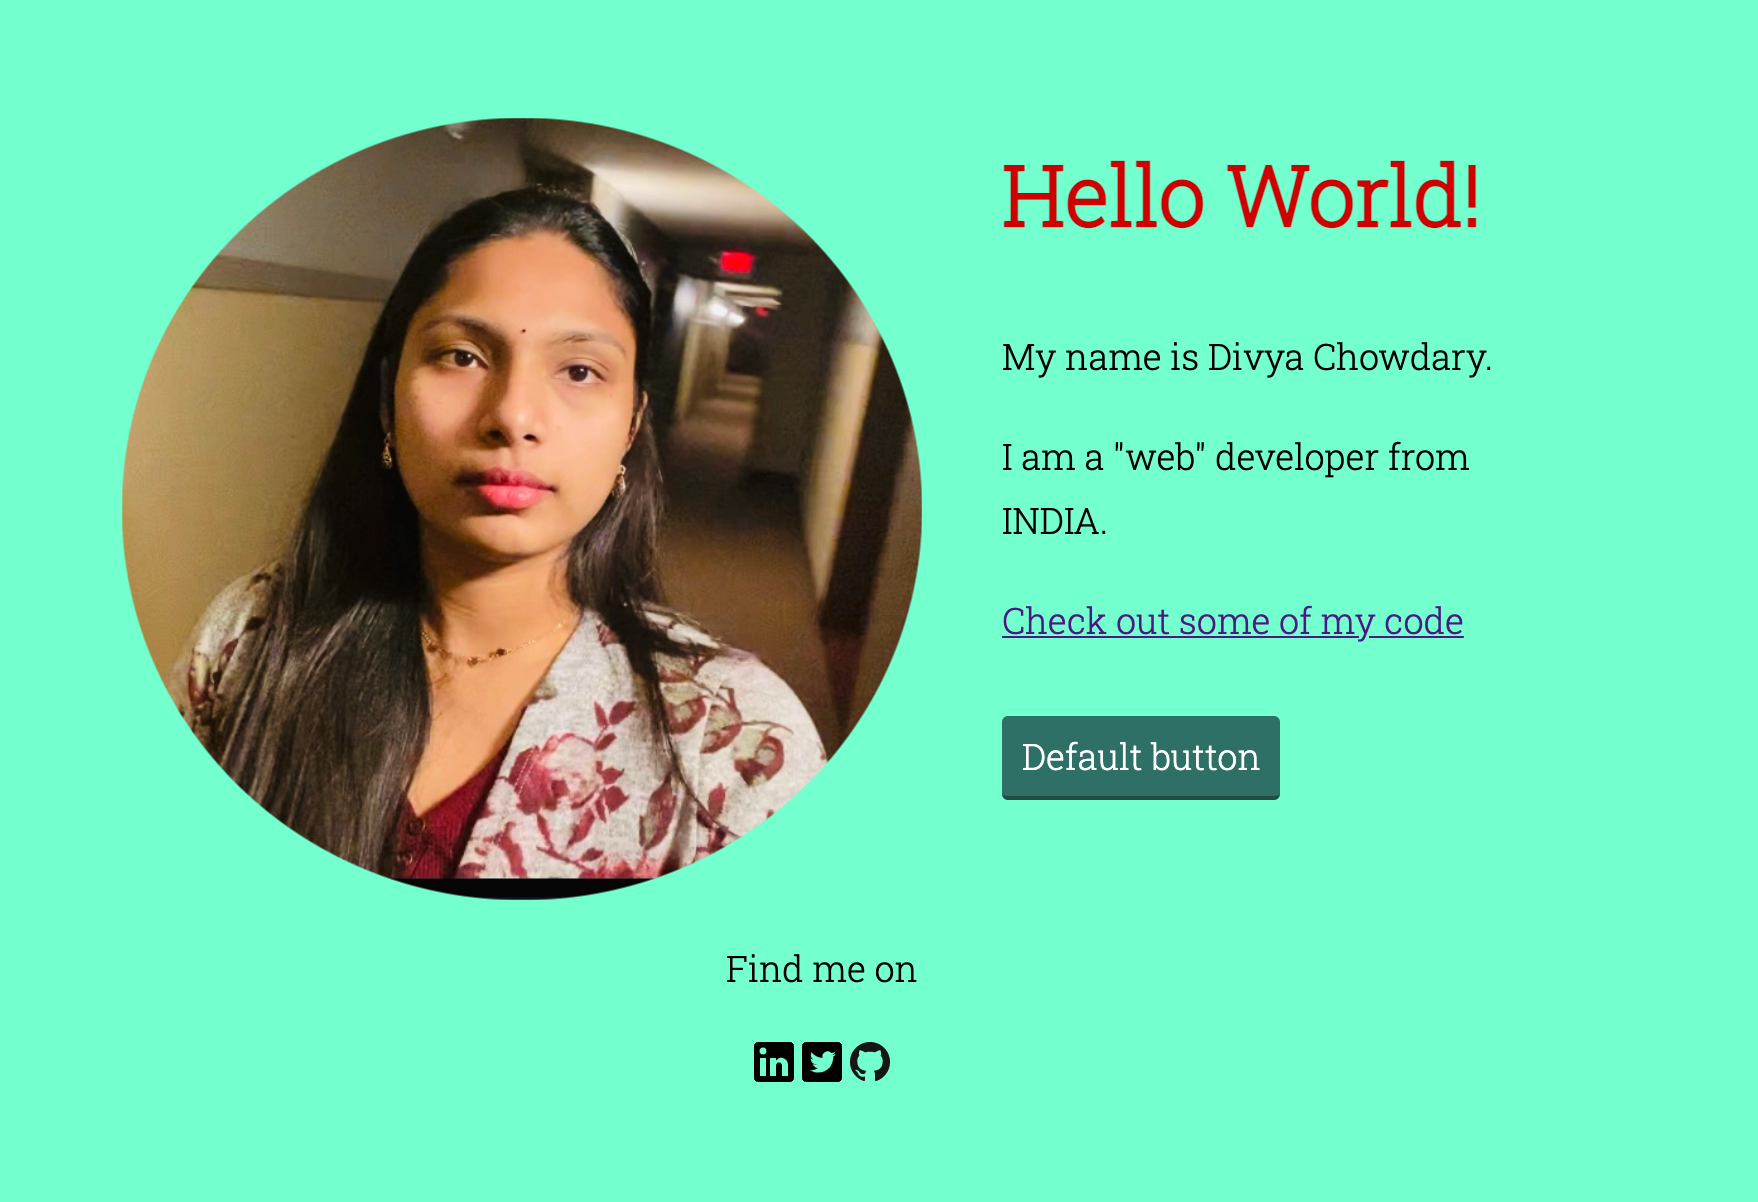 Hello World!
My name is Divya Chowdary.
I am a "web" developer from
INDIA.
Check out some of my code
Default button
Find me on
in